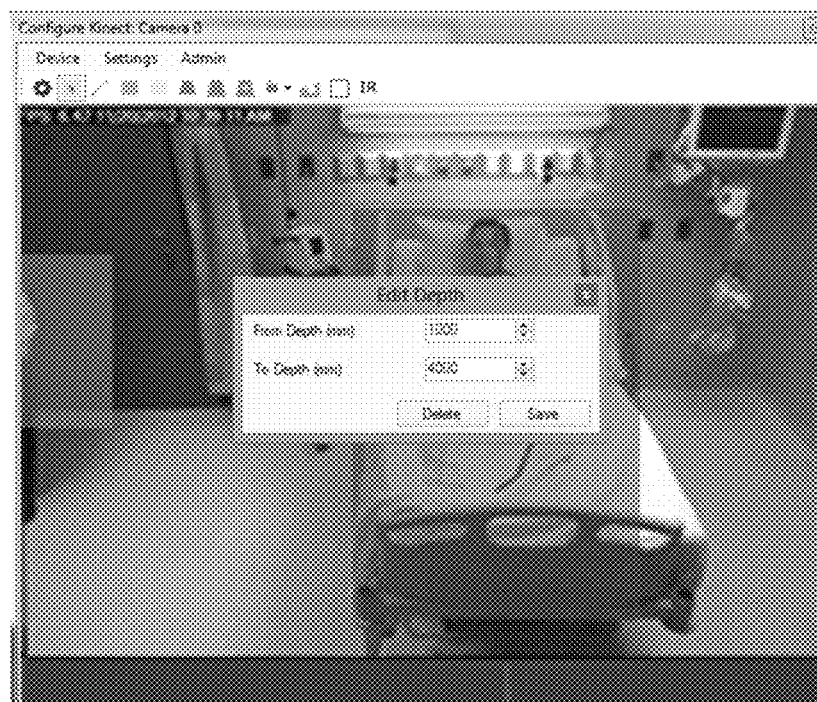 Configure Kinect: Camera 0
Device Settings Admin
IR
Edit Depth
From Depth (mm) 1000
To Depth (mm) 4000
Delete Save